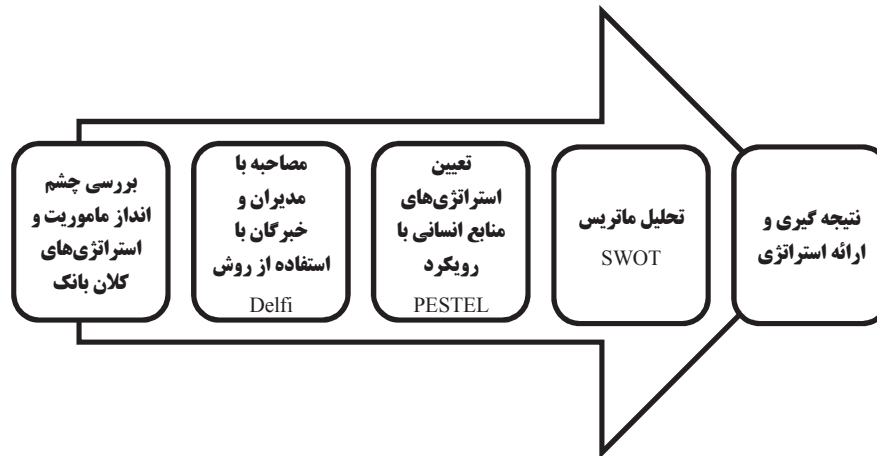 بررسی چشم
انداز ماموریت و
استراتژی‌های
کلان بانک
مصاحبه با
مدیران و
خبرگان با
استفاده از روش
Delfi
تعیین
استراتژی‌های
منابع انسانی با
رویکرد
PESTEL
تحلیل ماتریس
SWOT
نتیجه گیری و
ارائه استراتژی